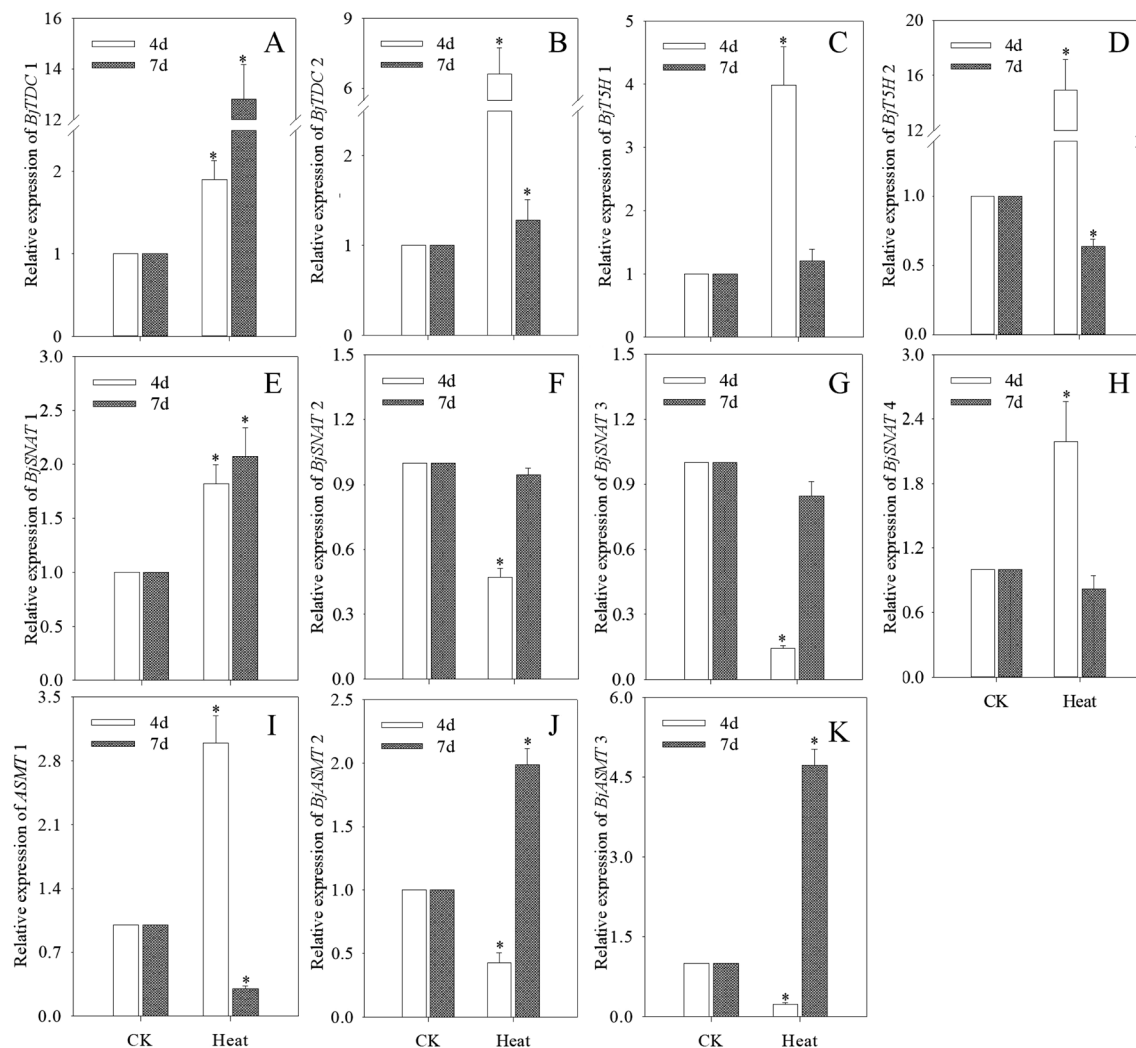 A
4d
7d
Relative expression of BjTDC 1
16
14
12
2
1
0
B
4d
7d
Relative expression of BjTDC 2
9
6
2
1
0
C
4d
7d
Relative expression of BjT5H 1
5
4
3
2
1
0
D
4d
7d
Relative expression of BjT5H 2
20
16
12
1.0
0.5
0.0
E
4d
7d
Relative expression of BjSNAT 1
3.0
2.5
2.0
1.5
1.0
0.5
0.0
F
4d
7d
Relative expression of BjSNAT 2
1.5
1.2
0.9
0.6
0.3
0.0
G
4d
7d
Relative expression of BjSNAT 3
1.5
1.2
0.9
0.6
0.3
0.0
H
4d
7d
Relative expression of BjSNAT 4
3.0
2.4
1.8
1.2
0.6
0.0
CK Heat
I
4d
7d
Relative expression of ASMT 1
3.5
2.8
2.1
1.4
0.7
0.0
CK Heat
J
4d
7d
Relative expression of BjASMT 2
2.5
2.0
1.5
1.0
0.5
0.0
CK Heat
K
4d
7d
Relative expression of BjASMT 3
6.0
4.5
3.0
1.5
0.0
CK Heat